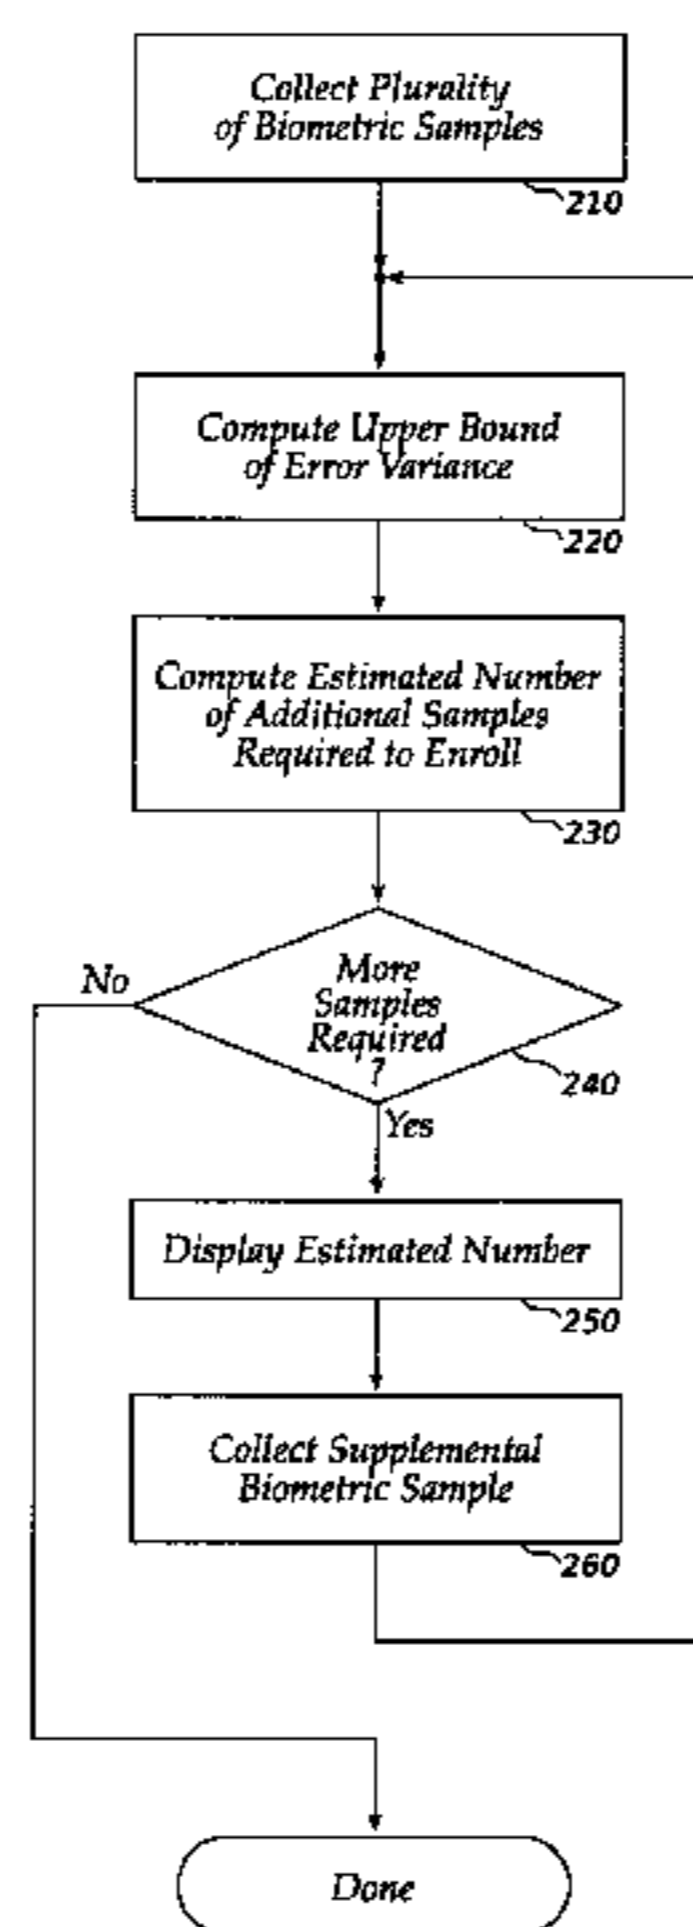 Collect Plurality
of Biometric Samples
210
Compute Upper Bound
of Error Variance
220
Compute Estimated Number
of Additional Samples
Required to Enroll
230
No
More
Samples
Required
?
240
Yes
Display Estimated Number
250
Collect Supplemental
Biometric Sample
260
Done